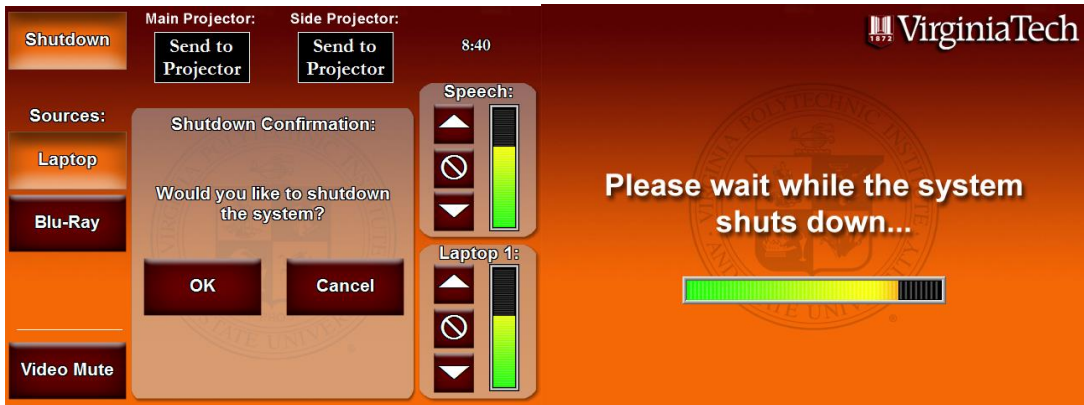 Shutdown
Main Projector:
Send to
Projector
Side Projector:
Send to
Projector
8:40
Sources:
Laptop
Blu-Ray
Video Mute
Shutdown Confirmation:
Would you like to shutdown
the system?
OK
Cancel
Speech:
Laptop 1:
1872
VirginiaTech
Please wait while the system
shuts down...